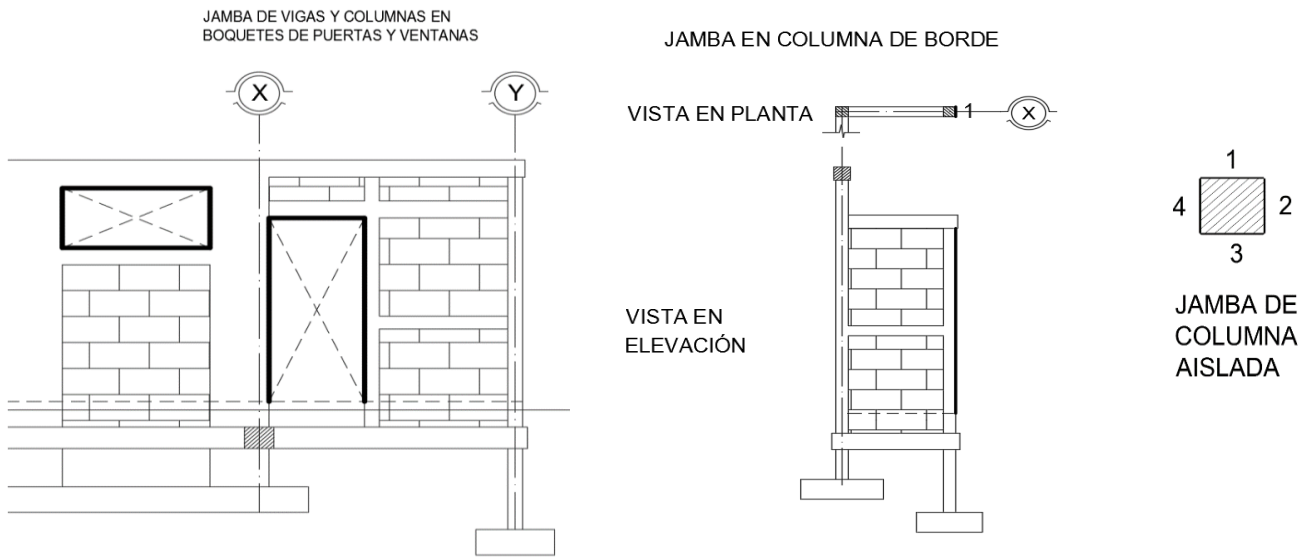 JAMBA DE VIGAS Y COLUMNAS EN
BOQUETES DE PUERTAS Y VENTANAS
X
Y
JAMBA EN COLUMNA DE BORDE
VISTA EN PLANTA
1
X
VISTA EN
ELEVACIÓN
1
4
2
3
JAMBA DE
COLUMNA
AISLADA